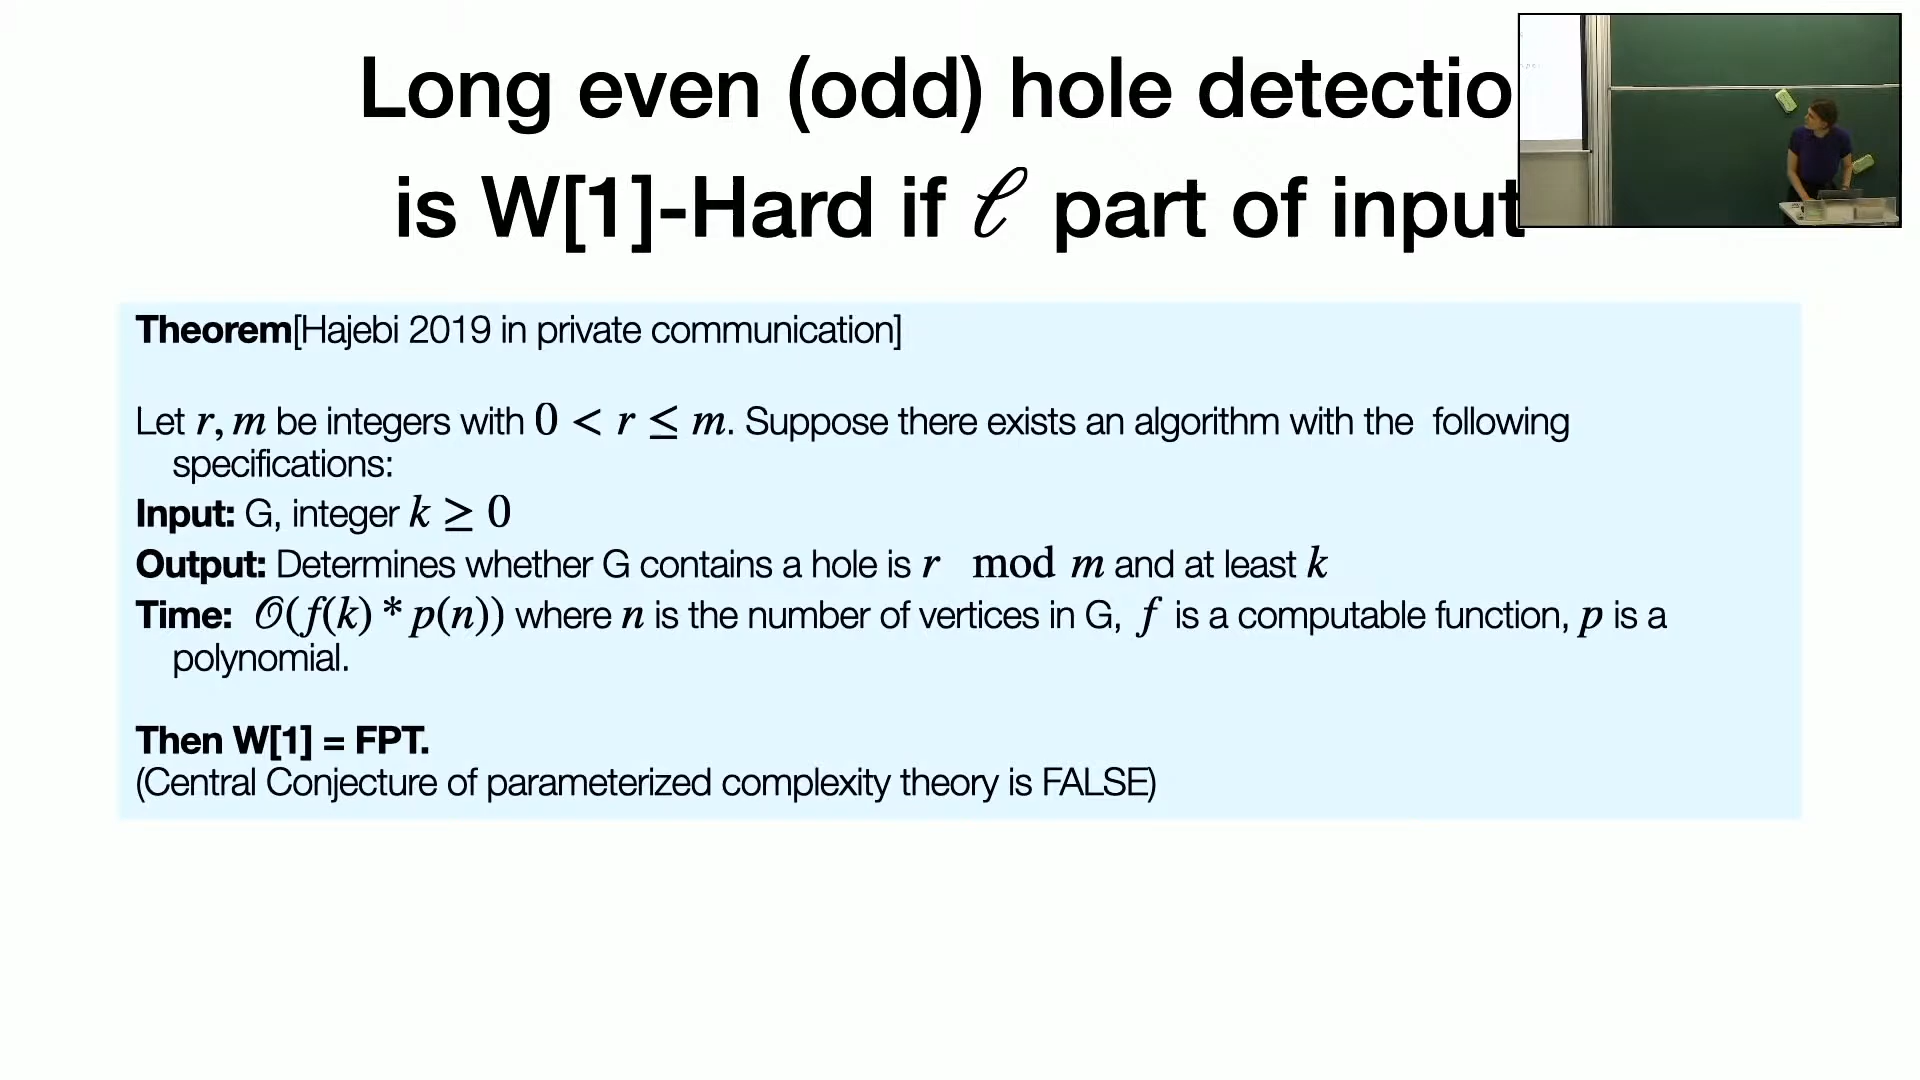 Long even (odd) hole detectio
is W[1]-Hard if ℓ part of input
Theorem[Hajebi 2019 in private communication]
Let r, m be integers with 0 < r ≤ m. Suppose there exists an algorithm with the following
specifications:
Input: G, integer k ≥ 0
Output: Determines whether G contains a hole is r mod m and at least k
Time: 𝒪(f(k) * p(n)) where n is the number of vertices in G, f is a computable function, p is a
polynomial.
Then W[1] = FPT.
(Central Conjecture of parameterized complexity theory is FALSE)